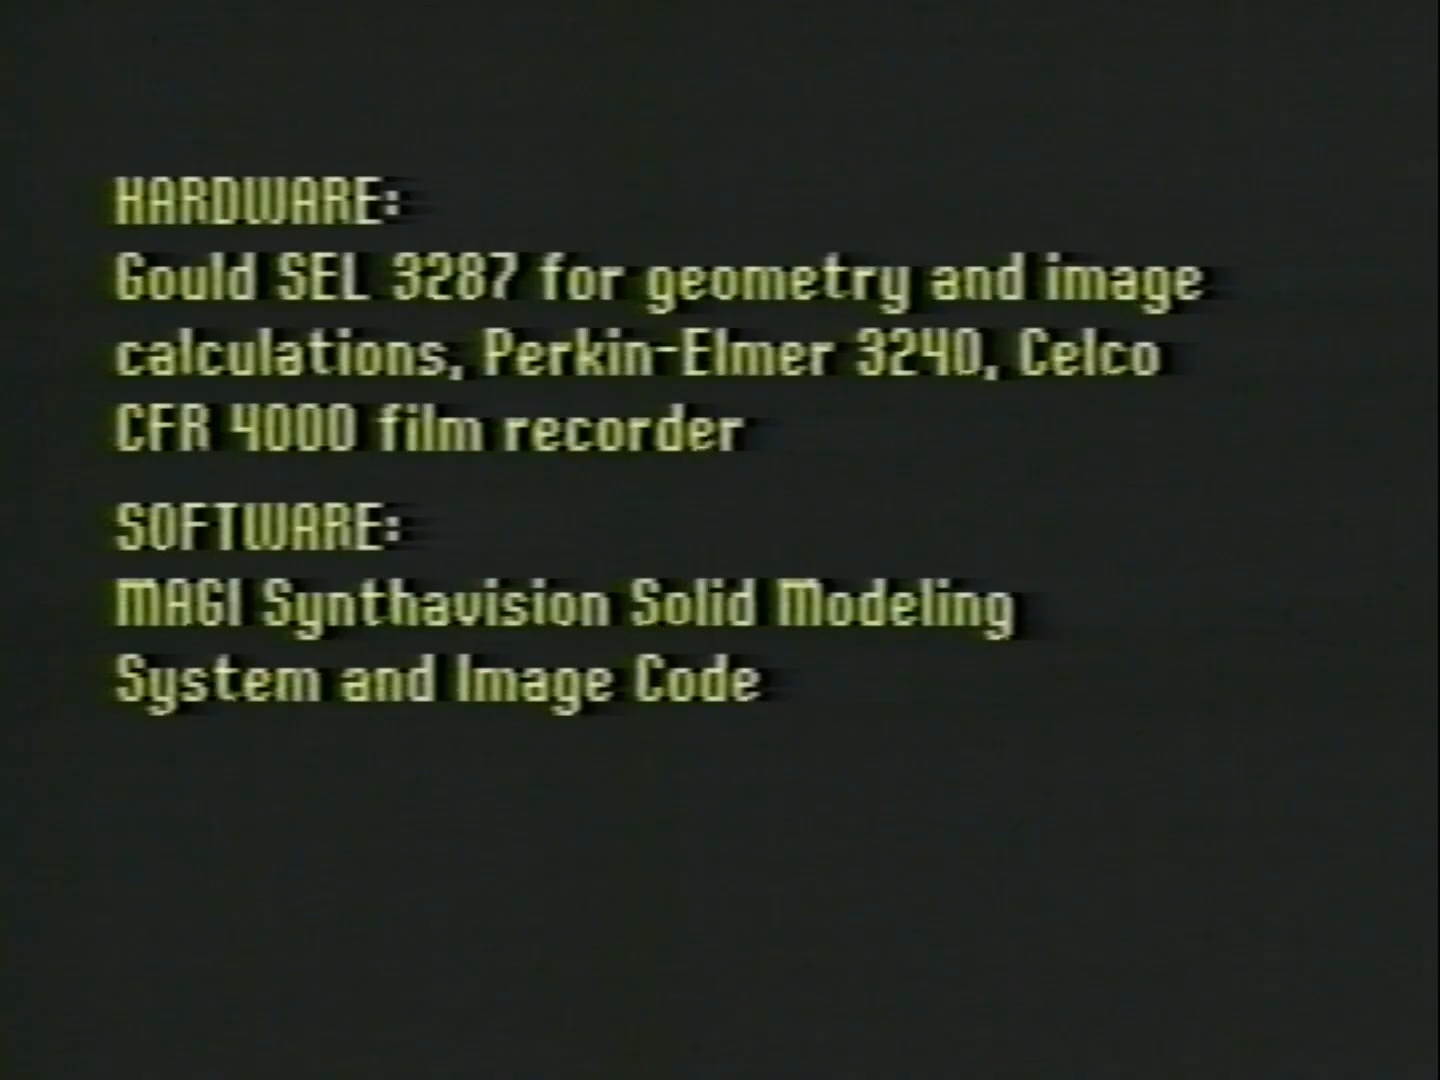 HARDWARE:
Gould SEL 3287 for geometry and image
calculations, Perkin-Elmer 3240, Celco
CFR 4000 film recorder
SOFTWARE:
MAGI Synthavision Solid Modeling
System and Image Code